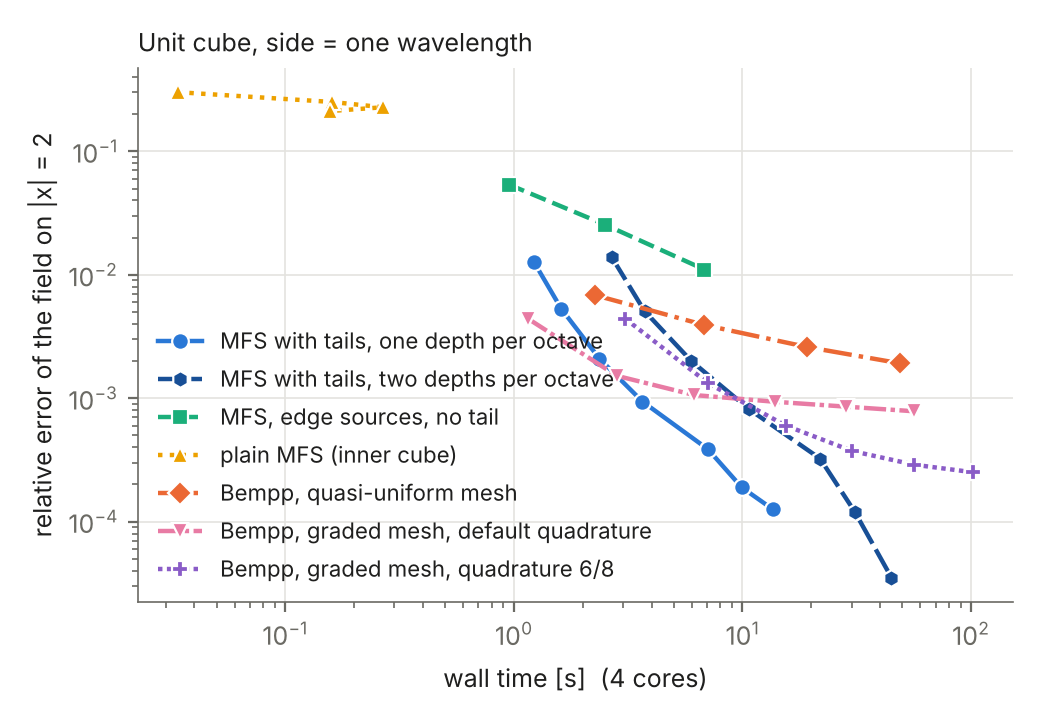 Unit cube, side = one wavelength
relative error of the field on |x| = 2
10⁻¹
10⁻²
10⁻³
10⁻⁴
MFS with tails, one depth per octave
MFS with tails, two depths per octave
MFS, edge sources, no tail
plain MFS (inner cube)
Bempp, quasi-uniform mesh
Bempp, graded mesh, default quadrature
Bempp, graded mesh, quadrature 6/8
10⁻¹ 10⁰ 10¹ 10²
wall time [s] (4 cores)